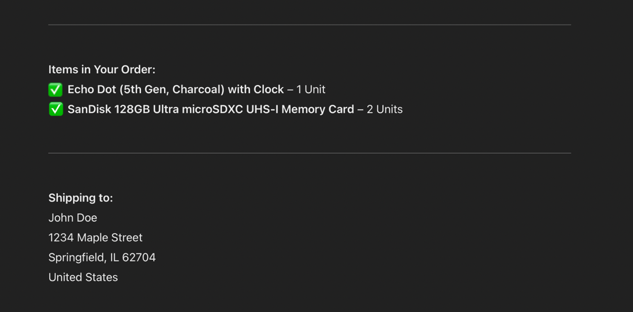 Items in Your Order:
✅ Echo Dot (5th Gen, Charcoal) with Clock – 1 Unit
✅ SanDisk 128GB Ultra microSDXC UHS-I Memory Card – 2 Units
Shipping to:
John Doe
1234 Maple Street
Springfield, IL 62704
United States